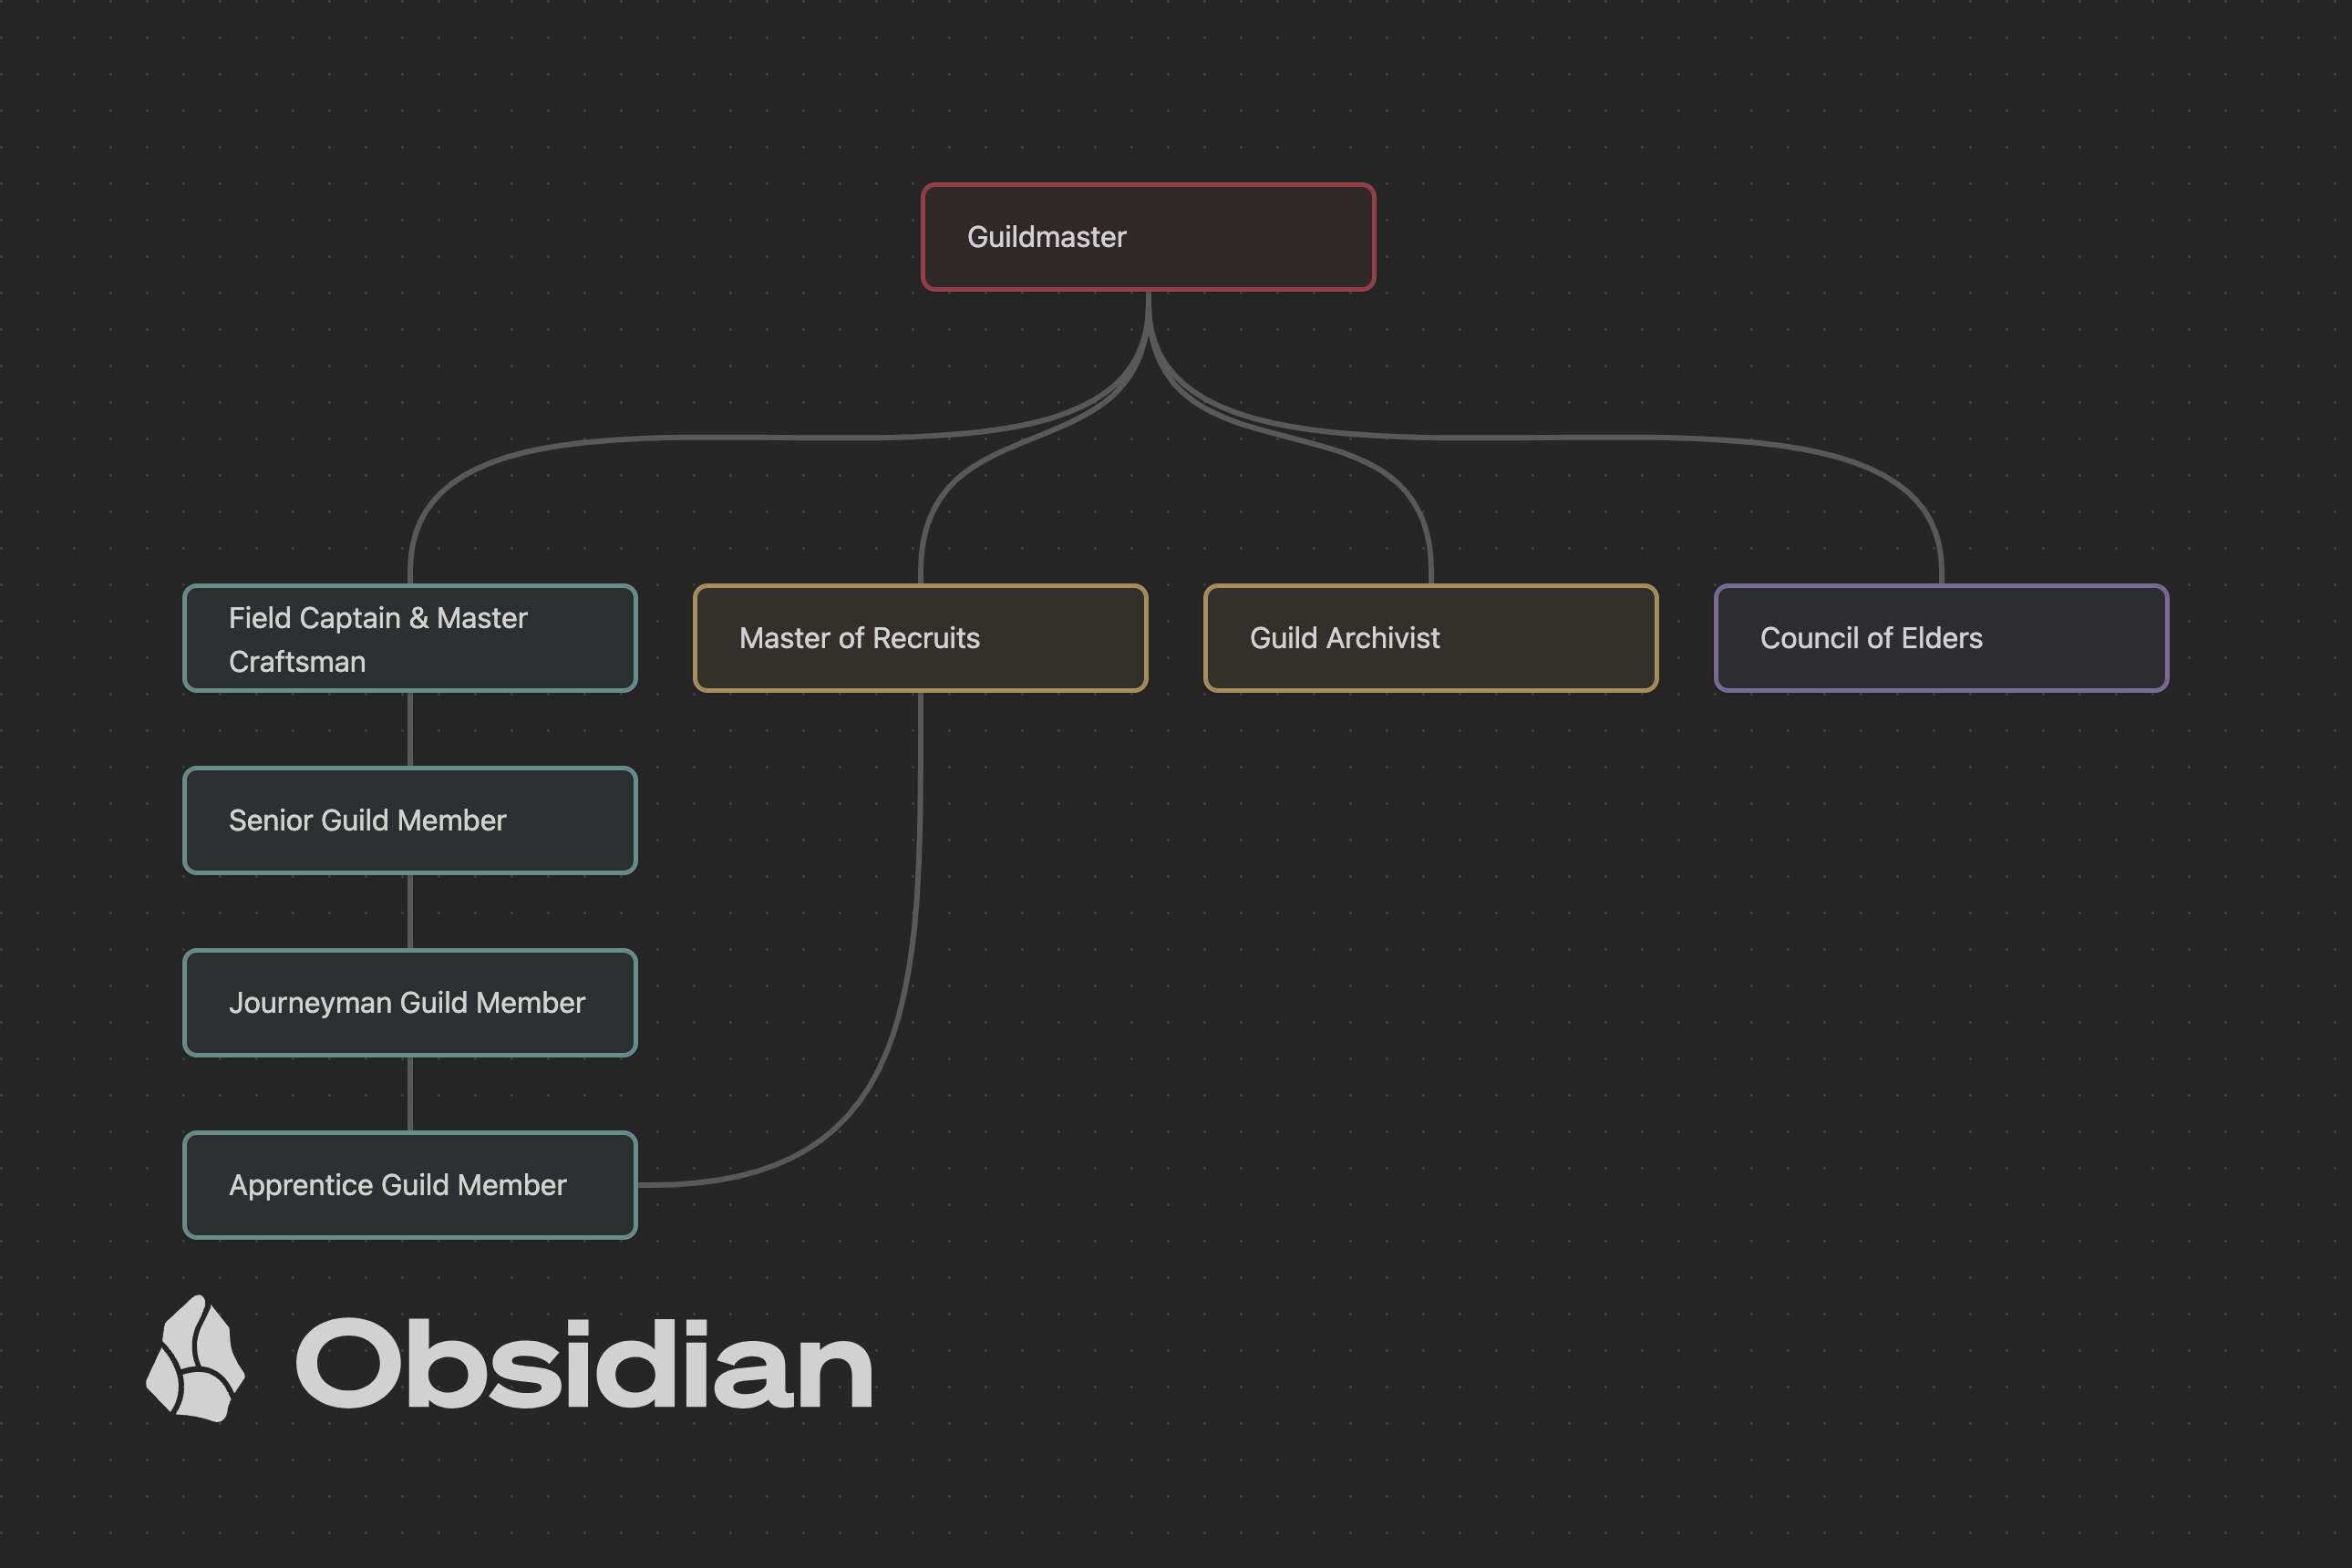 Guildmaster
Field Captain & Master
Craftsman
Master of Recruits
Guild Archivist
Council of Elders
Senior Guild Member
Journeyman Guild Member
Apprentice Guild Member
Obsidian